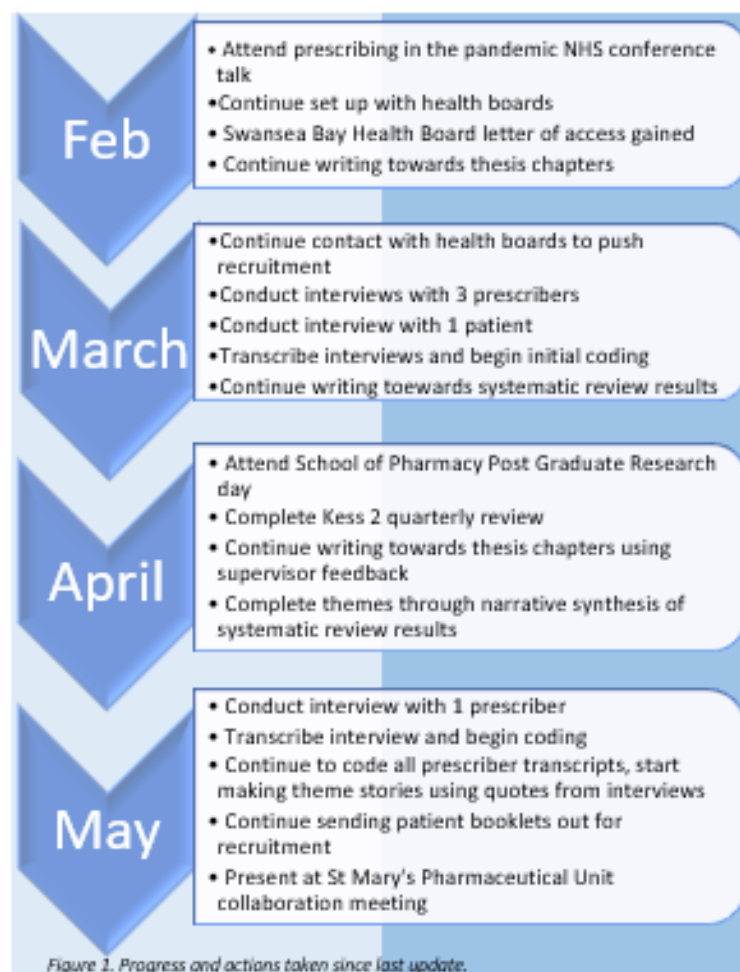 Feb
• Attend prescribing in the pandemic NHS conference
talk
•Continue set up with health boards
• Swansea Bay Health Board letter of access gained
• Continue writing towards thesis chapters
March
•Continue contact with health boards to push
recruitment
•Conduct interviews with 3 prescribers
•Conduct interview with 1 patient
•Transcribe interviews and begin initial coding
•Continue writing toewards systematic review results
April
• Attend School of Pharmacy Post Graduate Research
day
• Complete Kess 2 quarterly review
• Continue writing towards thesis chapters using
supervisor feedback
• Complete themes through narrative synthesis of
systematic review results
May
• Conduct interview with 1 prescriber
• Transcribe interview and begin coding
• Continue to code all prescriber transcripts, start
making theme stories using quotes from interviews
• Continue sending patient booklets out for
recruitment
• Present at St Mary's Pharmaceutical Unit
collaboration meeting
Figure 1. Progress and actions taken since last update.